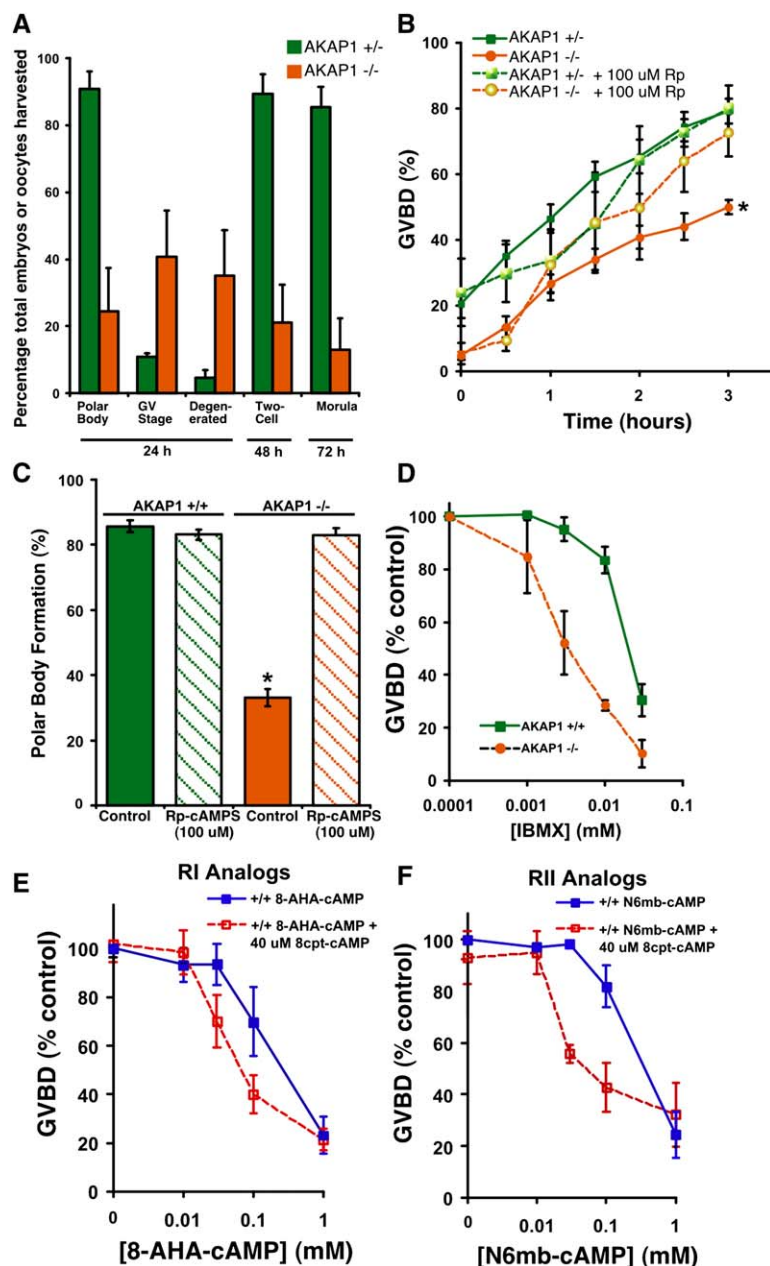 A
AKAP1 +/-
AKAP1 -/-
Percentage total embryos or oocytes harvested
100
80
60
40
20
0
Polar Body
GV Stage
Degen-erated
Two-Cell
Morula
24 h
48 h
72 h
B
AKAP1 +/-
AKAP1 -/-
AKAP1 +/- + 100 uM Rp
AKAP1 -/- + 100 uM Rp
GVBD (%)
100
80
60
40
20
0
*
0
1
2
3
Time (hours)
C
AKAP1 +/+
AKAP1 -/-
Polar Body Formation (%)
100
80
60
40
20
0
*
Control
Rp-cAMPS (100 uM)
Control
Rp-cAMPS (100 uM)
D
GVBD (% control)
100
80
60
40
20
0
AKAP1 +/+
AKAP1 -/-
0.0001
0.001
0.01
0.1
[IBMX] (mM)
E
RI Analogs
+/+ 8-AHA-cAMP
+/+ 8-AHA-cAMP +
40 uM 8cpt-cAMP
GVBD (% control)
100
80
60
40
20
0
0
0.01
0.1
1
[8-AHA-cAMP] (mM)
F
RII Analogs
+/+ N6mb-cAMP
+/+ N6mb-cAMP +
40 uM 8cpt-cAMP
GVBD (% control)
100
80
60
40
20
0
0
0.01
0.1
1
[N6mb-cAMP] (mM)